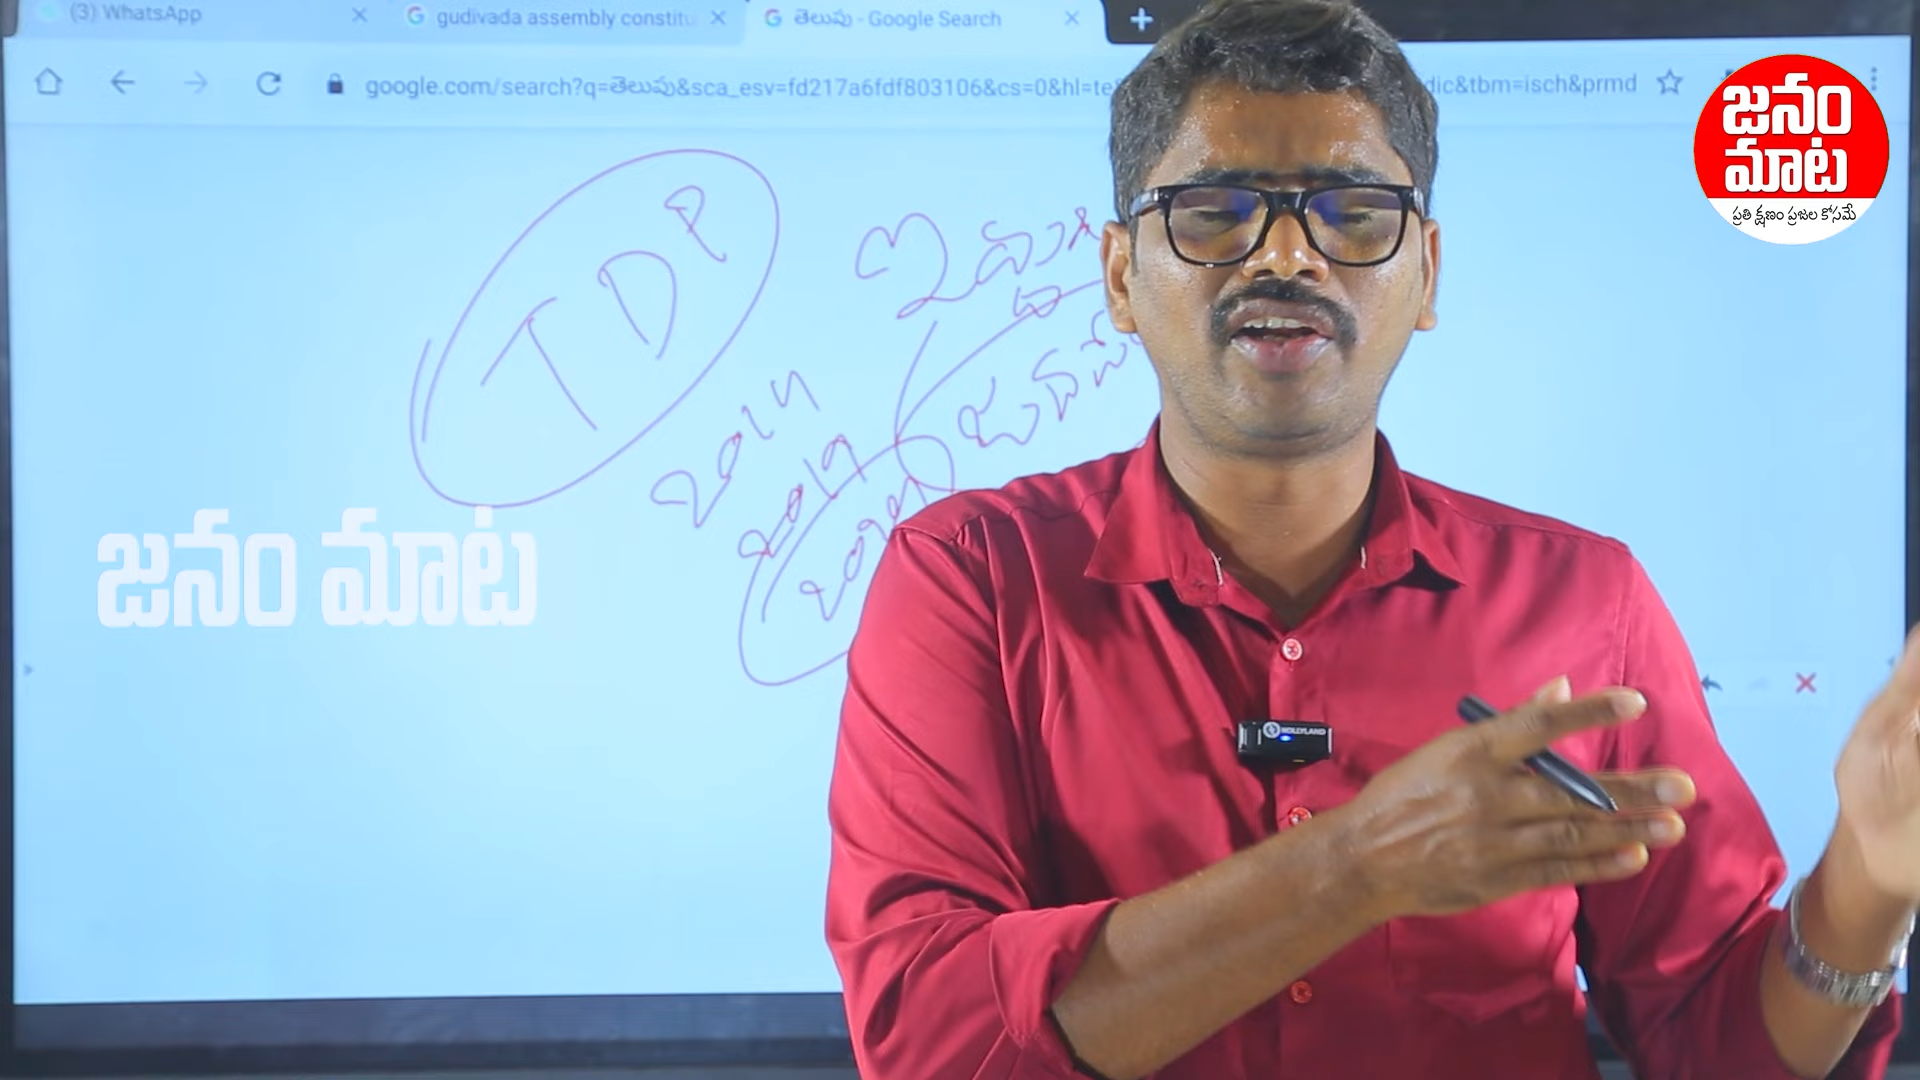 (3) WhatsApp
gudivada assembly constitu
తెలుపు - Google Search
google.com/search?q=తెలుపు&sca_esv=fd217a6fdf803106&cs=0&hl=te
dic&tbm=isch&prmd
జనం
మాట
ప్రతి క్షణం ప్రజల కోసమే
TDP
2014
2019
2024
జనం మాట
HOLLYLAND